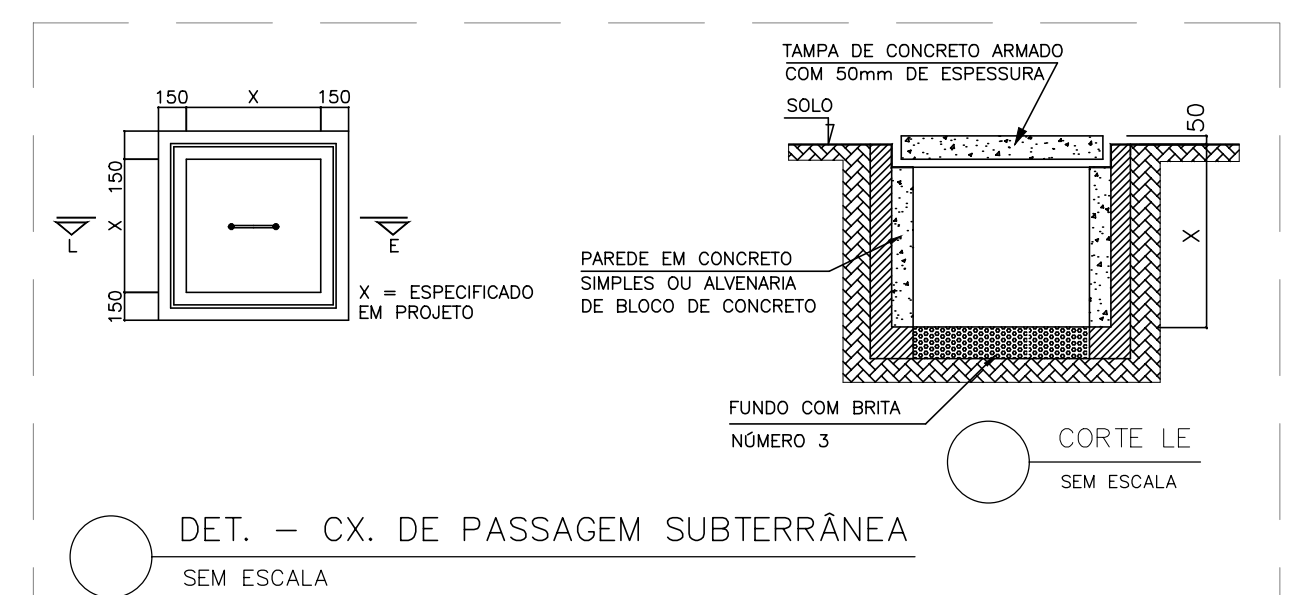 150 X 150
150
X
150
L
E
X = ESPECIFICADO
EM PROJETO
TAMPA DE CONCRETO ARMADO
COM 50mm DE ESPESSURA
SOLO
50
X
PAREDE EM CONCRETO
SIMPLES OU ALVENARIA
DE BLOCO DE CONCRETO
FUNDO COM BRITA
NÚMERO 3
CORTE LE
SEM ESCALA
DET. – CX. DE PASSAGEM SUBTERRÂNEA
SEM ESCALA